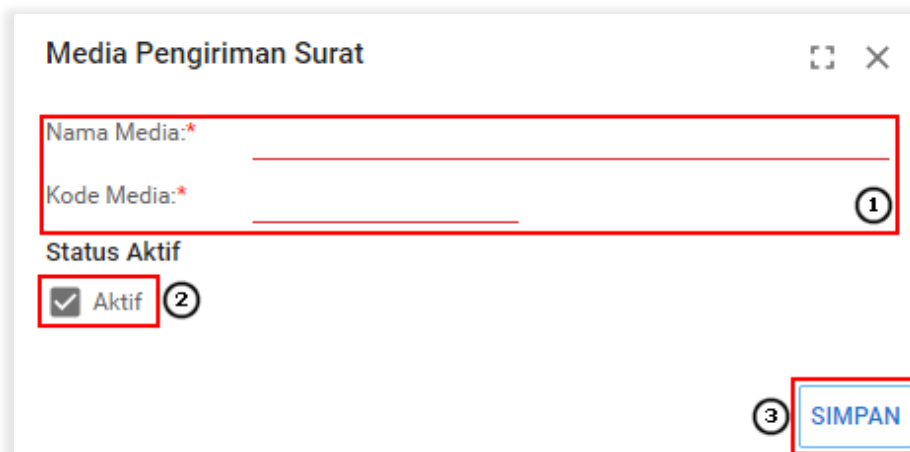 Media Pengiriman Surat
Nama Media:*
Kode Media:*
1
Status Aktif
Aktif 2
3 SIMPAN